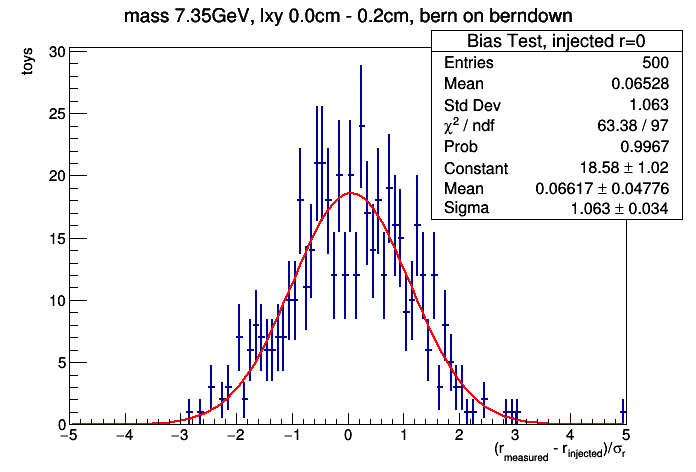 mass 7.35GeV, lxy 0.0cm - 0.2cm, bern on berndown
Bias Test, injected r=0
Entries 500
Mean 0.06528
Std Dev 1.063
χ² / ndf 63.38 / 97
Prob 0.9967
Constant 18.58 ± 1.02
Mean 0.06617 ± 0.04776
Sigma 1.063 ± 0.034
toys
30
25
20
15
10
5
0
−5 −4 −3 −2 −1 0 1 2 3 4 5
(r_measured - r_injected)/σ_r